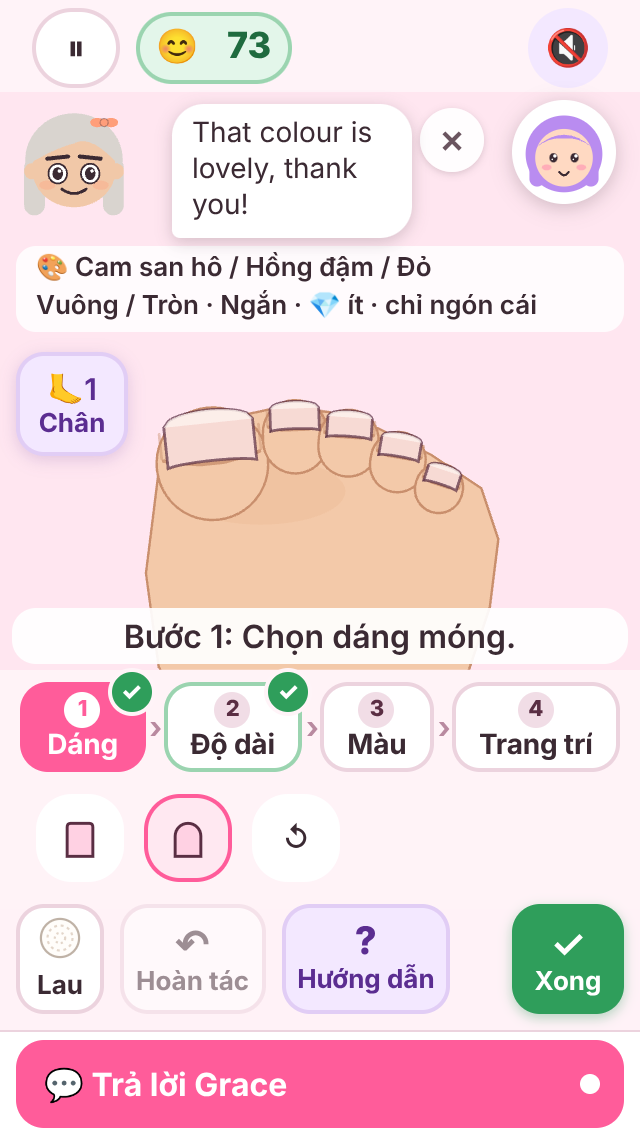 73
That colour is
lovely, thank
you!
Cam san hô / Hồng đậm / Đỏ
Vuông / Tròn · Ngắn · 💎 ít · chỉ ngón cái
1
Chân
Bước 1: Chọn dáng móng.
1
Dáng
2
Độ dài
3
Màu
4
Trang trí
Lau
Hoàn tác
?
Hướng dẫn
Xong
Trả lời Grace